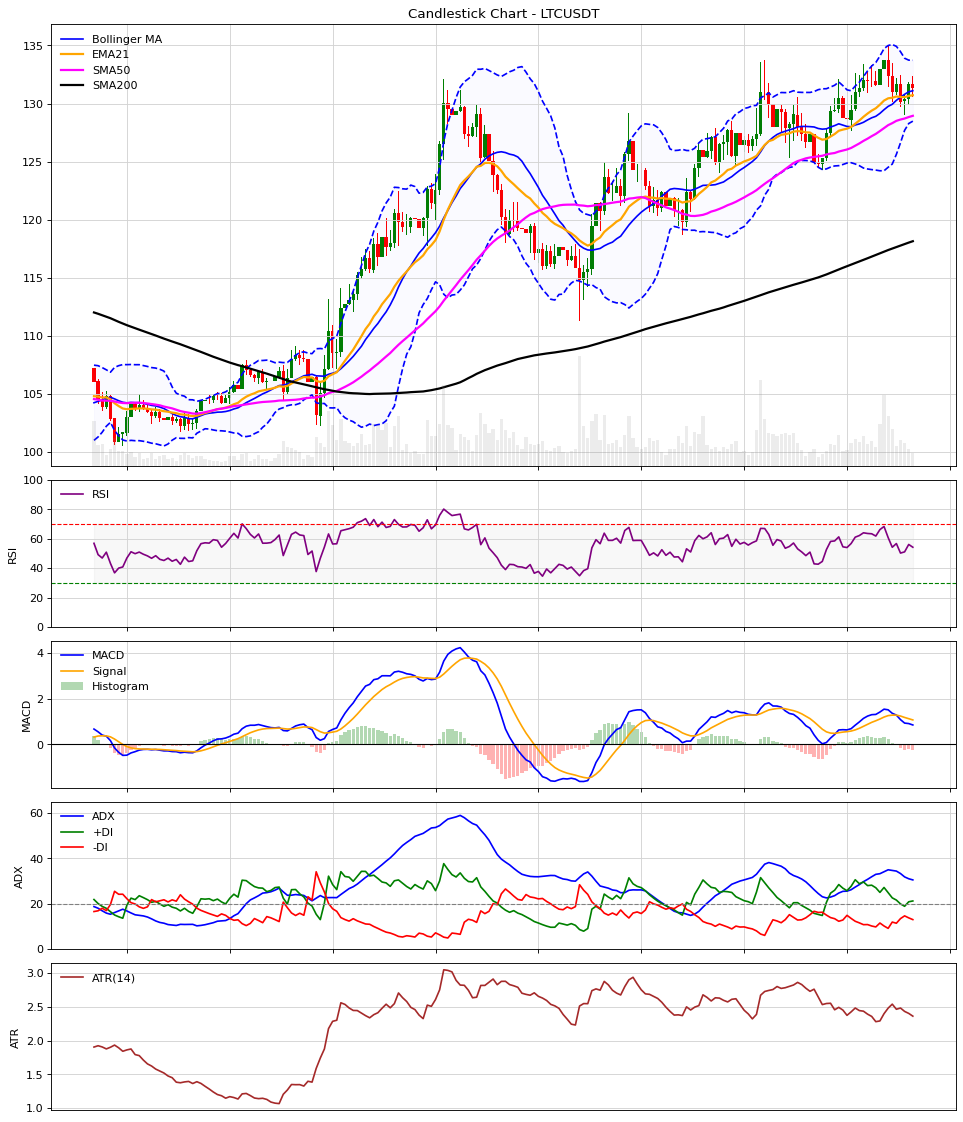 Candlestick Chart - LTCUSDT
Bollinger MA
EMA21
SMA50
SMA200
135
130
125
120
115
110
105
100
RSI
RSI
100
80
60
40
20
0
MACD
Signal
Histogram
MACD
4
2
0
ADX
+DI
-DI
ADX
60
40
20
0
ATR(14)
ATR
3.0
2.5
2.0
1.5
1.0